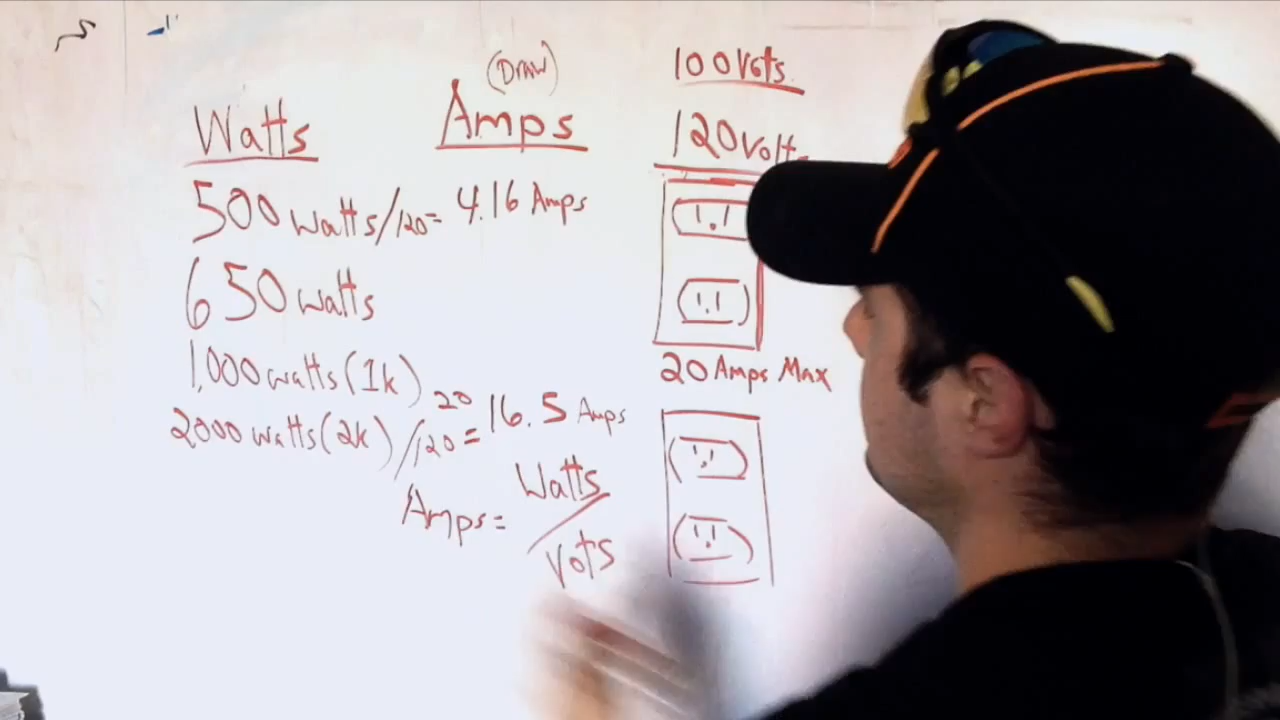 (Draw)
100 Vots
Watts
Amps
120 Volt
500 watts/120= 4.16 Amps
650 watts
1,000 watts (1k)
20 Amps Max
20
2000 watts (2k) /120 = 16.5 Amps
Amps= Watts / Vots